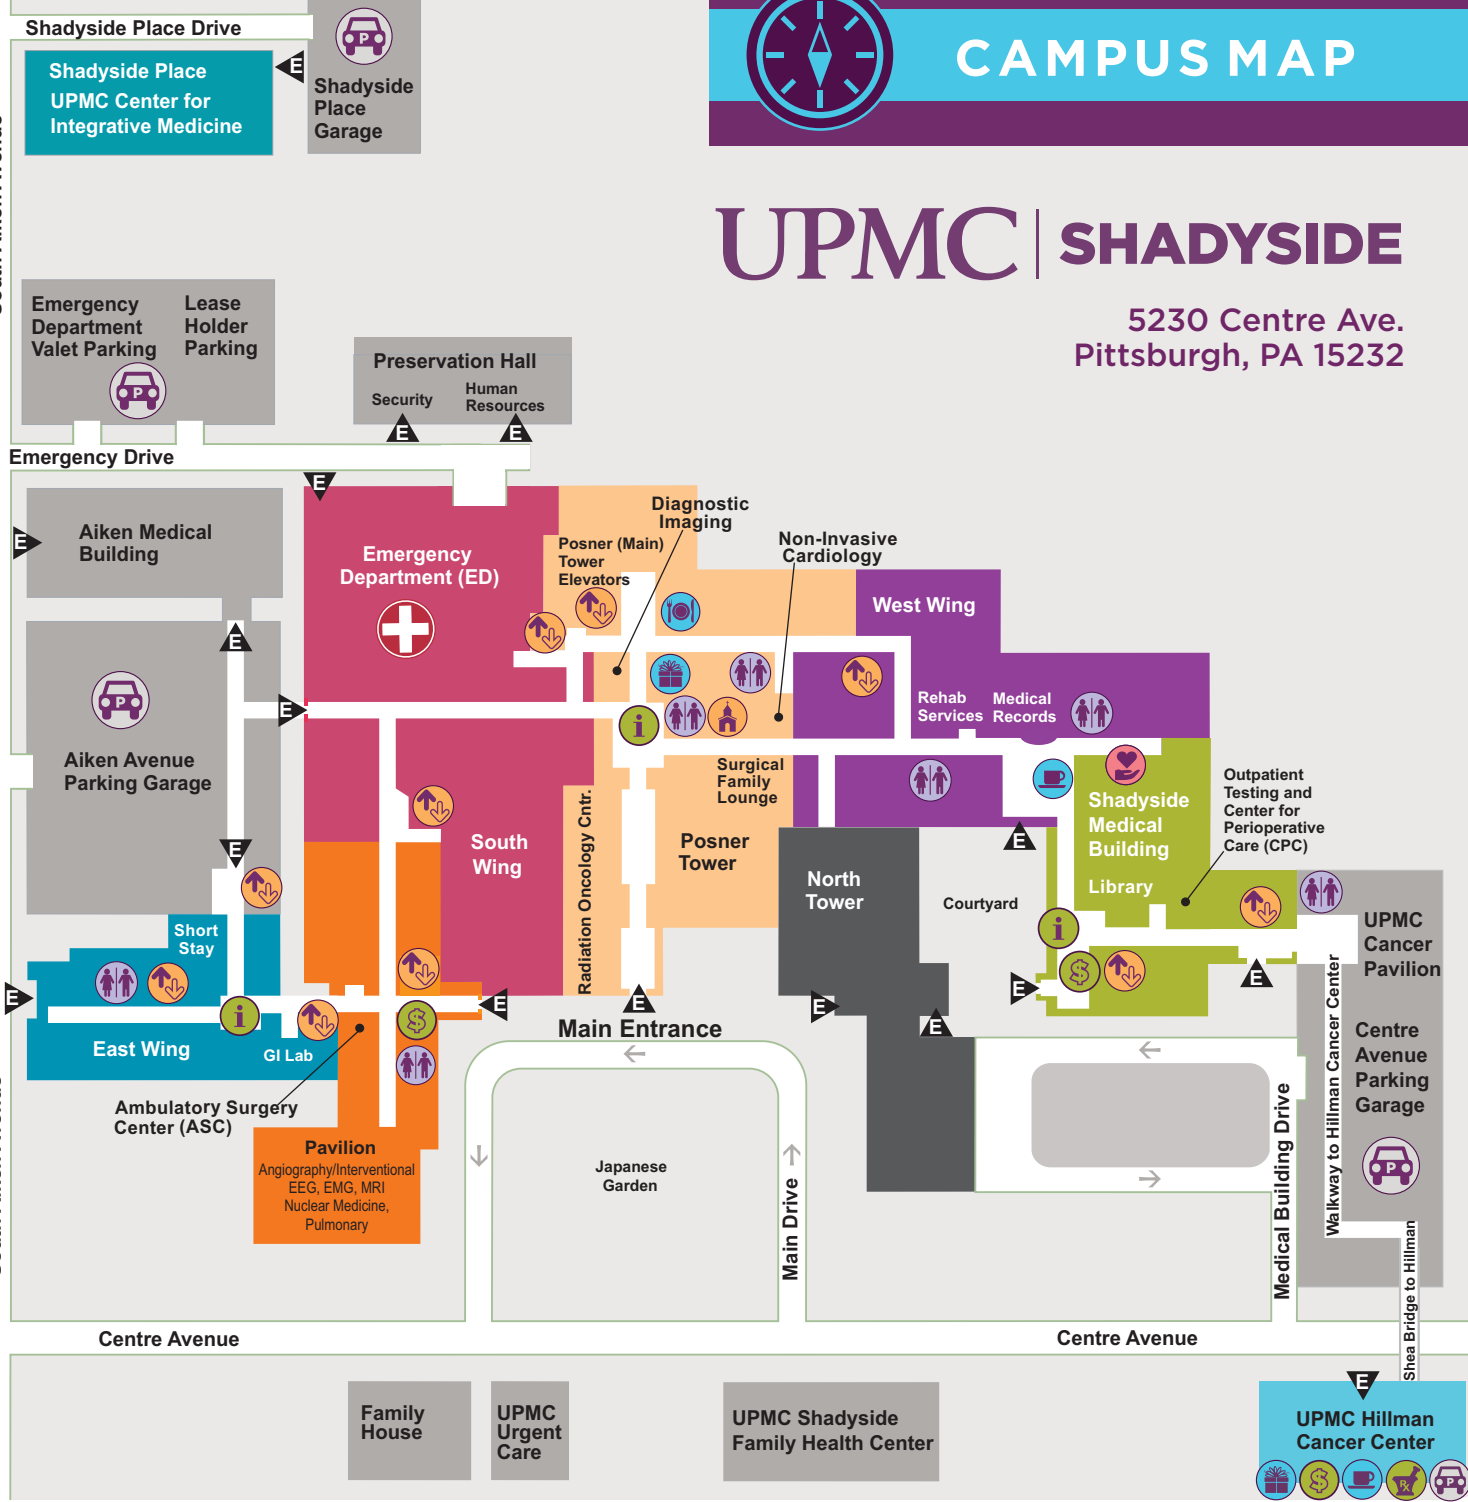 CAMPUS MAP
UPMC | SHADYSIDE
5230 Centre Ave.
Pittsburgh, PA 15232
Shadyside Place Drive
Shadyside Place
UPMC Center for
Integrative Medicine
E
P
Shadyside
Place
Garage
Emergency
Department
Valet Parking
P
Lease
Holder
Parking
Preservation Hall
Security
Human
Resources
E
E
Emergency Drive
E
Aiken Medical
Building
E
E
P
Aiken Avenue
Parking Garage
E
E
Emergency
Department (ED)
Posner (Main)
Tower
Elevators
Diagnostic
Imaging
Non-Invasive
Cardiology
West Wing
Rehab
Services
Medical
Records
i
Surgical
Family
Lounge
Posner
Tower
Radiation Oncology Cntr.
South
Wing
North
Tower
Courtyard
E
Shadyside
Medical
Building
Library
Outpatient
Testing and
Center for
Perioperative
Care (CPC)
i
$
E
E
UPMC
Cancer
Pavilion
Short
Stay
E
i
East Wing
GI Lab
$
E
E
Main Entrance
E
E
Ambulatory Surgery
Center (ASC)
Pavilion
Angiography/Interventional
EEG, EMG, MRI
Nuclear Medicine,
Pulmonary
Japanese
Garden
Main Drive
Medical Building Drive
Walkway to Hillman Cancer Center
Centre
Avenue
Parking
Garage
P
Shea Bridge to Hillman
Centre Avenue
Centre Avenue
Family
House
UPMC
Urgent
Care
UPMC Shadyside
Family Health Center
E
UPMC Hillman
Cancer Center
$
Rx
P